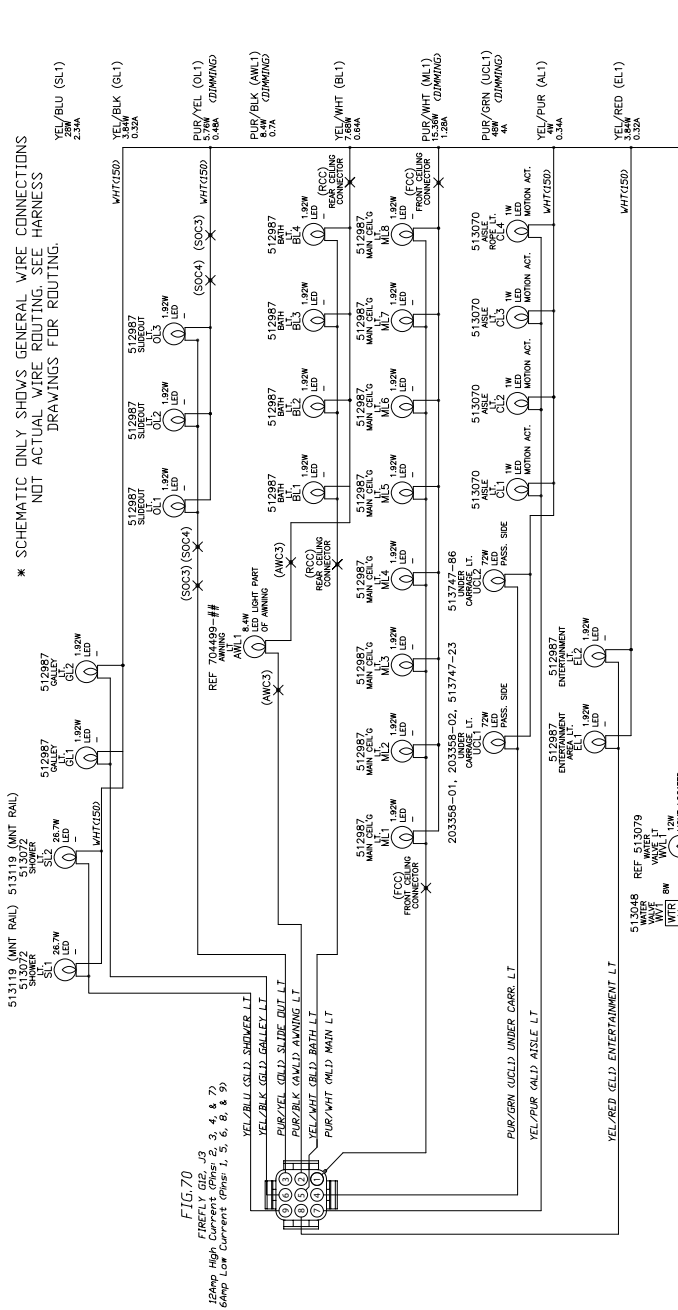 * SCHEMATIC ONLY SHOWS GENERAL WIRE CONNECTIONS
NOT ACTUAL WIRE ROUTING. SEE HARNESS
DRAWINGS FOR ROUTING.
FIG.70
FIREFLY G12, J3
12Amp High Current (Pins: 2, 3, 4, & 7)
6Amp Low Current (Pins: 1, 5, 6, 8, & 9)
9 6 3
8 5 2
7 4 1
YEL/BLU (SL1) SHOWER LT
YEL/BLK (GL1) GALLEY LT
PUR/YEL (OL1) SLIDE OUT LT
PUR/BLK (AWL1) AWNING LT
YEL/WHT (BL1) BATH LT
PUR/WHT (ML1) MAIN LT
PUR/GRN (UCL1) UNDER CARR. LT
YEL/PUR (AL1) AISLE LT
YEL/RED (EL1) ENTERTAINMENT LT
513119 (MNT RAIL)
513072
SHOWER
LT.
SL1
26.7W
LED
513119 (MNT RAIL)
513072
SHOWER
LT.
SL2
26.7W
LED
WHT(150)
512987
GALLEY
LT.
GL1
1.92W
LED
512987
GALLEY
LT.
GL2
1.92W
LED
WHT(150)
YEL/BLU (SL1)
28W
2.34A
YEL/BLK (GL1)
3.84W
0.32A
(SOC3) (SOC4)
512987
SLIDEOUT
LT.
OL1
1.92W
LED
512987
SLIDEOUT
LT.
OL2
1.92W
LED
512987
SLIDEOUT
LT.
OL3
1.92W
LED
(SOC4) (SOC3)
WHT(150)
PUR/YEL (OL1)
5.76W (DIMMING)
0.48A
REF 704499-##
AWNING
LT
AWL1
8.4W
LED LIGHT PART
OF AWNING
(AWC3)
(AWC3)
PUR/BLK (AWL1)
8.4W (DIMMING)
0.7A
(RCC)
REAR CEILING
CONNECTOR
512987
BATH
LT.
BL1
1.92W
LED
512987
BATH
LT.
BL2
1.92W
LED
512987
BATH
LT.
BL3
1.92W
LED
512987
BATH
LT.
BL4
1.92W
LED
(RCC)
REAR CEILING
CONNECTOR
YEL/WHT (BL1)
7.68W
0.64A
(FCC)
FRONT CEILING
CONNECTOR
512987
MAIN CEIL'G
LT.
ML1
1.92W
LED
512987
MAIN CEIL'G
LT.
ML2
1.92W
LED
512987
MAIN CEIL'G
LT.
ML3
1.92W
LED
512987
MAIN CEIL'G
LT.
ML4
1.92W
LED
512987
MAIN CEIL'G
LT.
ML5
1.92W
LED
512987
MAIN CEIL'G
LT.
ML6
1.92W
LED
512987
MAIN CEIL'G
LT.
ML7
1.92W
LED
512987
MAIN CEIL'G
LT.
ML8
1.92W
LED
(FCC)
FRONT CEILING
CONNECTOR
PUR/WHT (ML1)
15.36W (DIMMING)
1.28A
203358-01, 203358-02, 513747-23
UNDER
CARRAGE LT.
UCL1
72W
LED
PASS. SIDE
513747-86
UNDER
CARRAGE LT.
UCL2
72W
LED
PASS. SIDE
PUR/GRN (UCL1)
48W (DIMMING)
4A
513070
AISLE
LT.
CL1
1W
LED
MOTION ACT.
513070
AISLE
LT.
CL2
1W
LED
MOTION ACT.
513070
AISLE
LT.
CL3
1W
LED
MOTION ACT.
513070
AISLE
ROPE LT.
CL4
1W
LED
MOTION ACT.
WHT(150)
YEL/PUR (AL1)
4W
0.34A
512987
ENTERTAINMENT
AREA LT.
EL1
1.92W
LED
512987
ENTERTAINMENT
LT.
EL2
1.92W
LED
WHT(150)
YEL/RED (EL1)
3.84W
0.32A
513048
WATER
VALVE
WV1
8W
WTR
REF 513079
WATER
VALVE LT
WVL1
12W